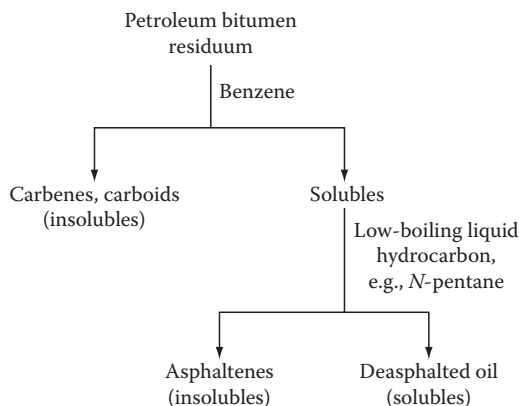 Petroleum bitumen
residuum
Benzene
Carbenes, carboids
(insolubles)
Solubles
Low-boiling liquid
hydrocarbon,
e.g., N-pentane
Asphaltenes
(insolubles)
Deasphalted oil
(solubles)